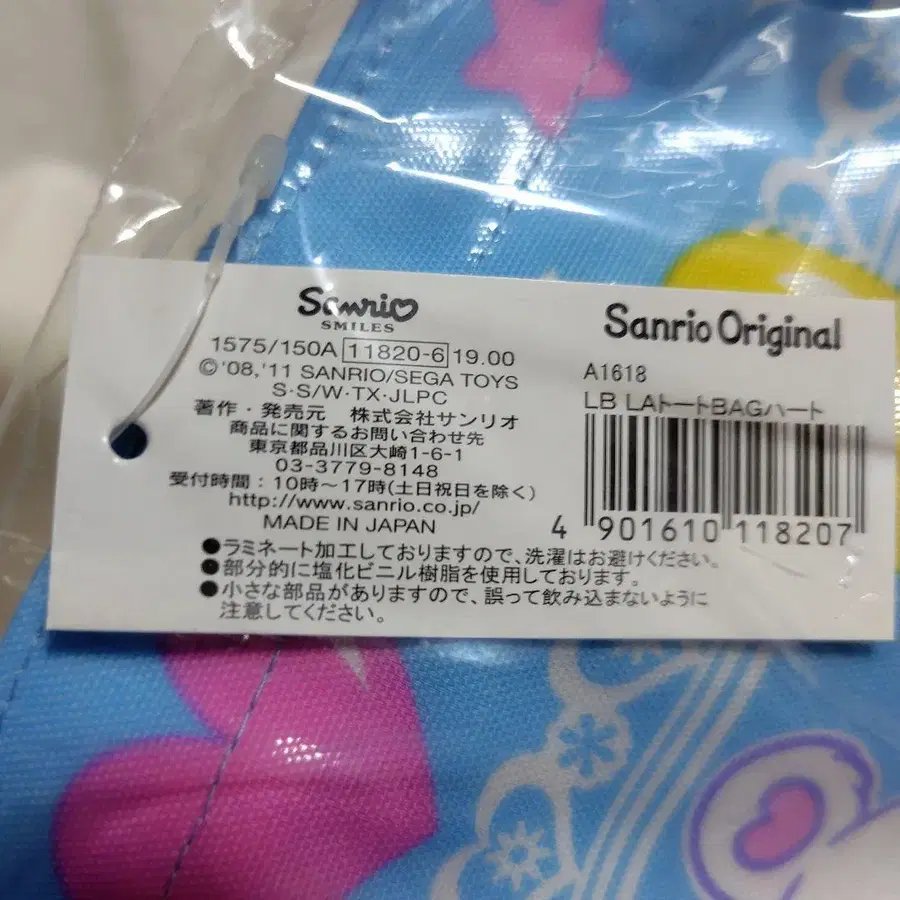 Sanrio
SMILES
1575/150A 11820-6 19.00
©'08,'11 SANRIO/SEGA TOYS
S・S/W・TX・JLPC
著作・発売元 株式会社サンリオ
商品に関するお問い合わせ先
東京都品川区大崎1-6-1
03-3779-8148
受付時間:10時〜17時(土日祝日を除く)
http://www.sanrio.co.jp/
MADE IN JAPAN
Sanrio Original
A1618
LB LAトートBAGハート
4 901610 118207
●ラミネート加工しておりますので、洗濯はお避けください。
●部分的に塩化ビニル樹脂を使用しております。
●小さな部品がありますので、誤って飲み込まないように
注意してください。